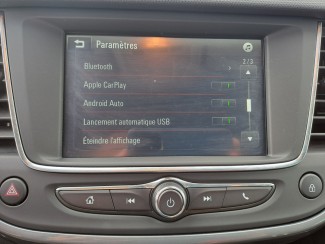 Paramètres
Bluetooth
2/3
Apple CarPlay
Android Auto
Lancement automatique USB
Éteindre l'affichage